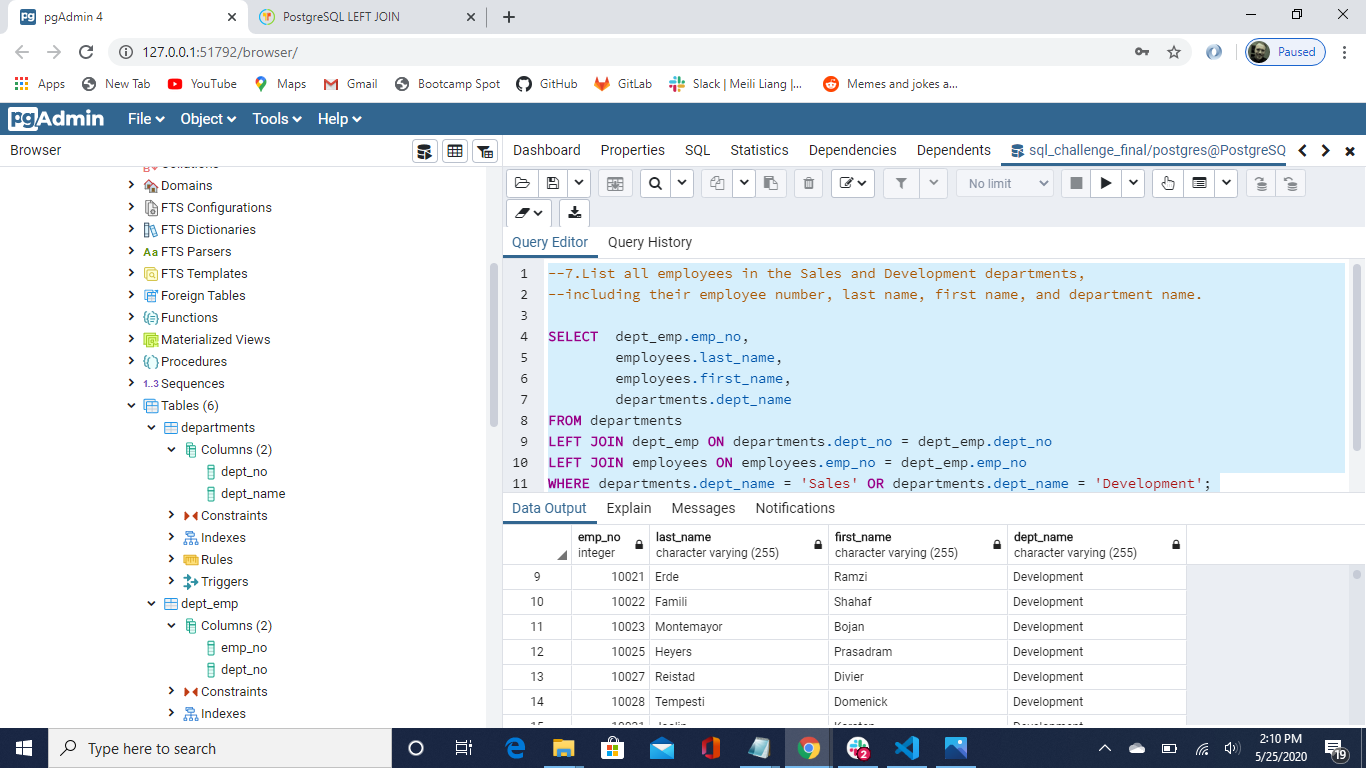 pgAdmin 4
PostgreSQL LEFT JOIN
127.0.0.1:51792/browser/
Paused
Apps
New Tab
YouTube
Maps
Gmail
Bootcamp Spot
GitHub
GitLab
Slack | Meili Liang |...
Memes and jokes a...
pgAdmin
File
Object
Tools
Help
Browser
Dashboard
Properties
SQL
Statistics
Dependencies
Dependents
sql_challenge_final/postgres@PostgreSQ
No limit
Query Editor
Query History
Domains
FTS Configurations
FTS Dictionaries
Aa FTS Parsers
FTS Templates
Foreign Tables
Functions
Materialized Views
Procedures
1..3 Sequences
Tables (6)
departments
Columns (2)
dept_no
dept_name
Constraints
Indexes
Rules
Triggers
dept_emp
Columns (2)
emp_no
dept_no
Constraints
Indexes
1 --7.List all employees in the Sales and Development departments,
2 --including their employee number, last name, first name, and department name.
3
4 SELECT dept_emp.emp_no,
5 employees.last_name,
6 employees.first_name,
7 departments.dept_name
8 FROM departments
9 LEFT JOIN dept_emp ON departments.dept_no = dept_emp.dept_no
10 LEFT JOIN employees ON employees.emp_no = dept_emp.emp_no
11 WHERE departments.dept_name = 'Sales' OR departments.dept_name = 'Development';
Data Output
Explain
Messages
Notifications
emp_no last_name first_name dept_name
integer character varying (255) character varying (255) character varying (255)
9 10021 Erde Ramzi Development
10 10022 Famili Shahaf Development
11 10023 Montemayor Bojan Development
12 10025 Heyers Prasadram Development
13 10027 Reistad Divier Development
14 10028 Tempesti Domenick Development
Type here to search
2
2:10 PM
5/25/2020
19